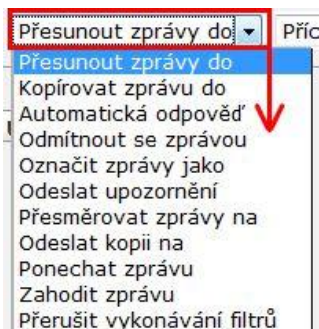 Přesunout zprávy do
Přesunout zprávy do
Kopírovat zprávu do
Automatická odpověď
Odmítnout se zprávou
Označit zprávy jako
Odeslat upozornění
Přesměrovat zprávy na
Odeslat kopii na
Ponechat zprávu
Zahodit zprávu
Přerušit vykonávání filtrů